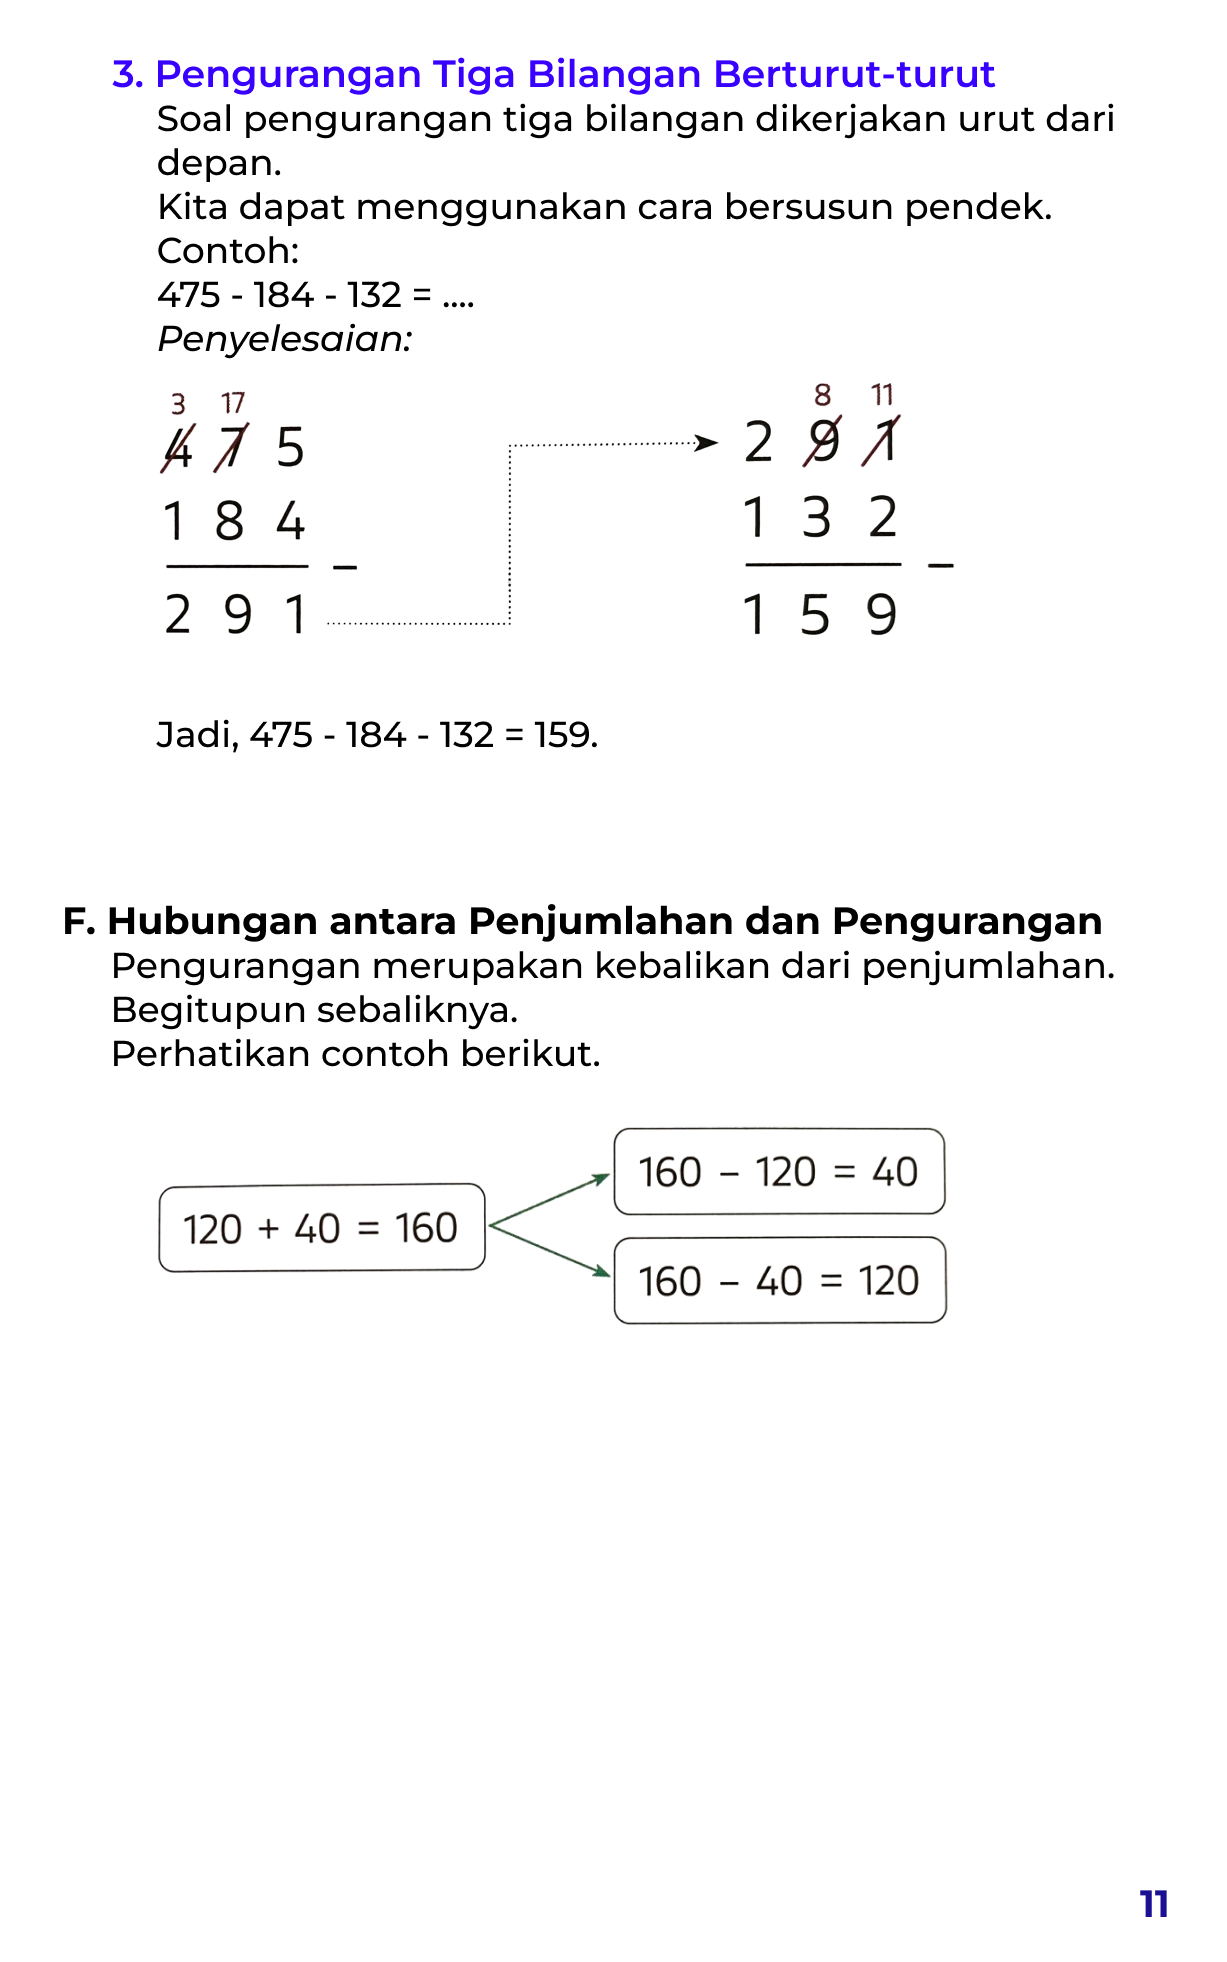 3. Pengurangan Tiga Bilangan Berturut-turut
Soal pengurangan tiga bilangan dikerjakan urut dari
depan.
Kita dapat menggunakan cara bersusun pendek.
Contoh:
475 - 184 - 132 = ....
Penyelesaian:
3 17
4 7 5
1 8 4
–
2 9 1
8 11
2 9 1
1 3 2
–
1 5 9
Jadi, 475 - 184 - 132 = 159.
F. Hubungan antara Penjumlahan dan Pengurangan
Pengurangan merupakan kebalikan dari penjumlahan.
Begitupun sebaliknya.
Perhatikan contoh berikut.
120 + 40 = 160
160 – 120 = 40
160 – 40 = 120
11